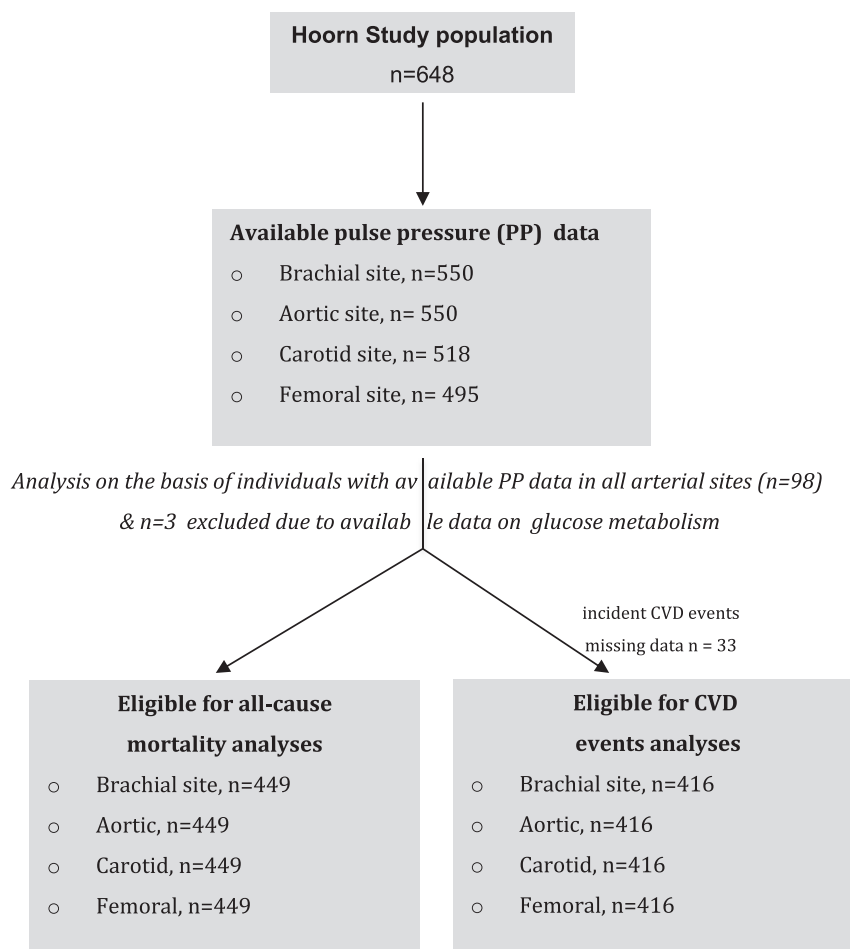 Hoorn Study population
n=648
Available pulse pressure (PP) data
o Brachial site, n=550
o Aortic site, n= 550
o Carotid site, n= 518
o Femoral site, n= 495
Analysis on the basis of individuals with available PP data in all arterial sites (n=98)
& n=3 excluded due to available data on glucose metabolism
incident CVD events
missing data n = 33
Eligible for all-cause
mortality analyses
o Brachial site, n=449
o Aortic, n=449
o Carotid, n=449
o Femoral, n=449
Eligible for CVD
events analyses
o Brachial site, n=416
o Aortic, n=416
o Carotid, n=416
o Femoral, n=416